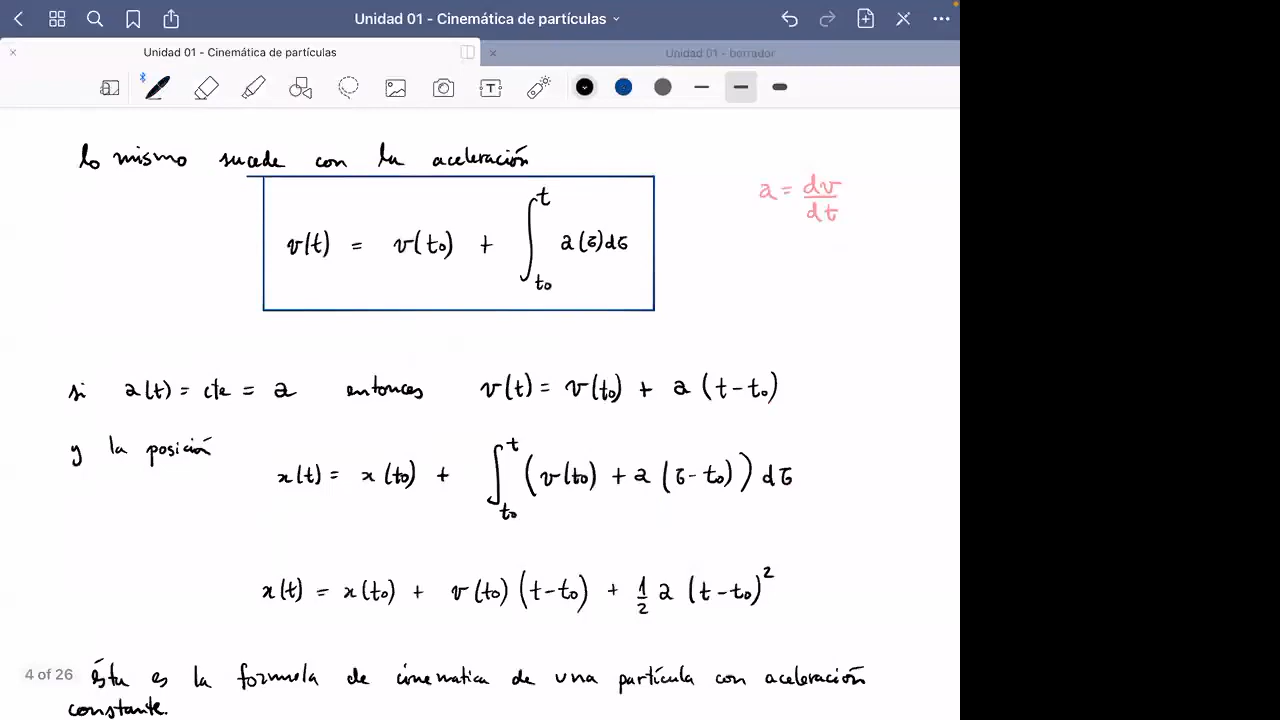 Unidad 01 - Cinemática de partículas
Unidad 01 - Cinemática de partículas
Unidad 01 - borrador
lo mismo sucede con la aceleración
a = dv/dt
v(t) = v(t₀) + ∫ₜ₀ᵗ a(τ)dτ
si a(t) = cte = a entonces v(t) = v(t₀) + a (t-t₀)
y la posición
x(t) = x(t₀) + ∫ₜ₀ᵗ (v(t₀) + a (τ-t₀)) dτ
x(t) = x(t₀) + v(t₀) (t-t₀) + 1/2 a (t-t₀)²
4 of 26
ésta es la formula de cinematica de una partícula con aceleración
constante.